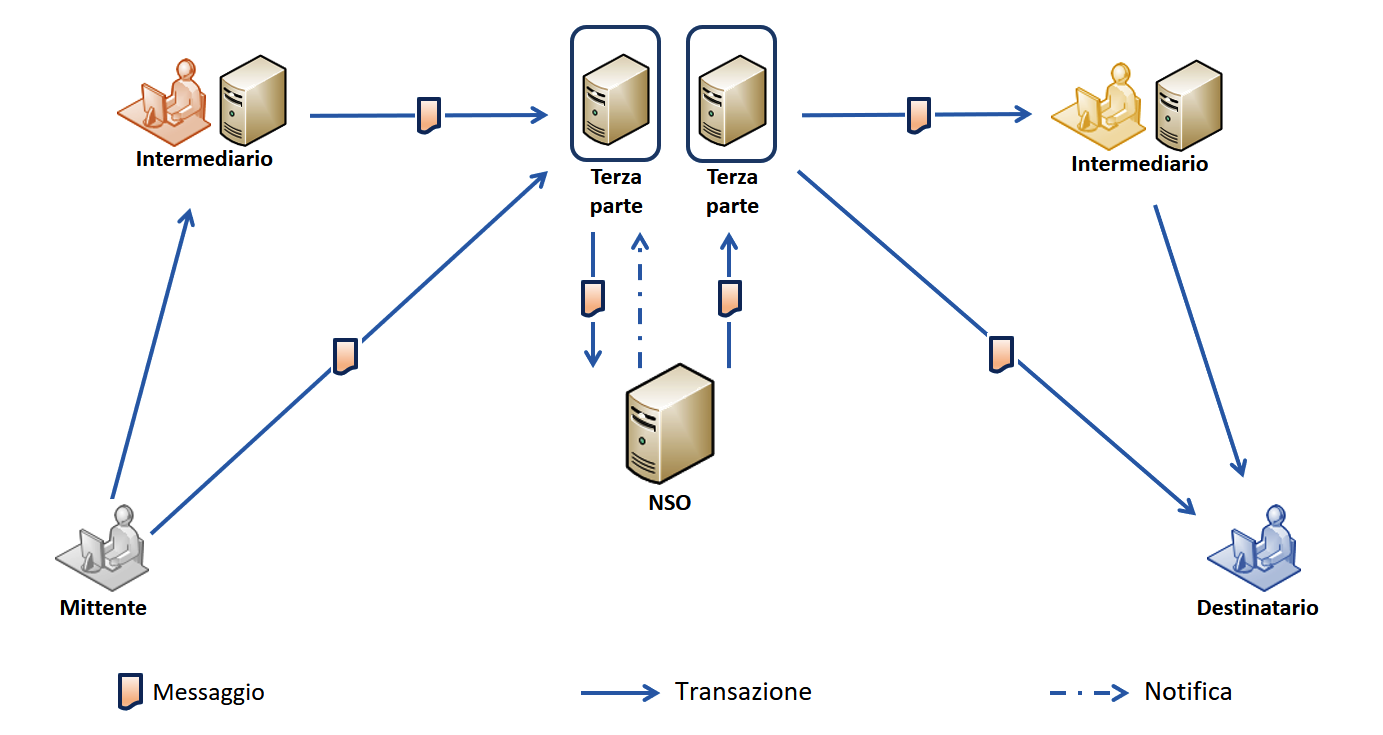 Intermediario
Terza
parte
Terza
parte
Intermediario
NSO
Mittente
Destinatario
Messaggio
Transazione
Notifica